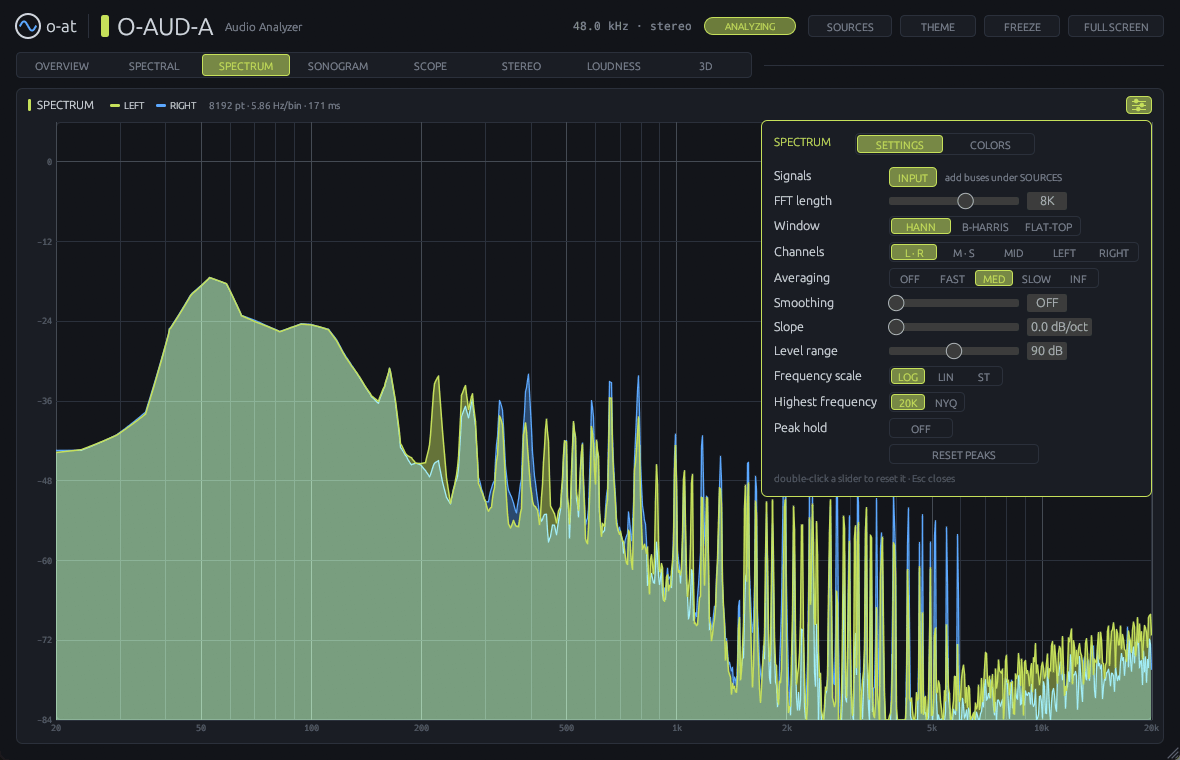 o-at O-AUD-A Audio Analyzer 48.0 kHz · stereo ANALYZING SOURCES THEME FREEZE FULLSCREEN
OVERVIEW SPECTRAL SPECTRUM SONOGRAM SCOPE STEREO LOUDNESS 3D
SPECTRUM LEFT RIGHT 8192 pt · 5.86 Hz/bin · 171 ms
SPECTRUM SETTINGS COLORS
Signals INPUT add buses under SOURCES
FFT length 8K
Window HANN B-HARRIS FLAT-TOP
Channels L · R M · S MID LEFT RIGHT
Averaging OFF FAST MED SLOW INF
Smoothing OFF
Slope 0.0 dB/oct
Level range 90 dB
Frequency scale LOG LIN ST
Highest frequency 20K NYQ
Peak hold OFF
RESET PEAKS
double-click a slider to reset it · Esc closes
0
-12
-24
-36
-48
-60
-72
-84
20 50 100 200 500 1k 2k 5k 10k 20k